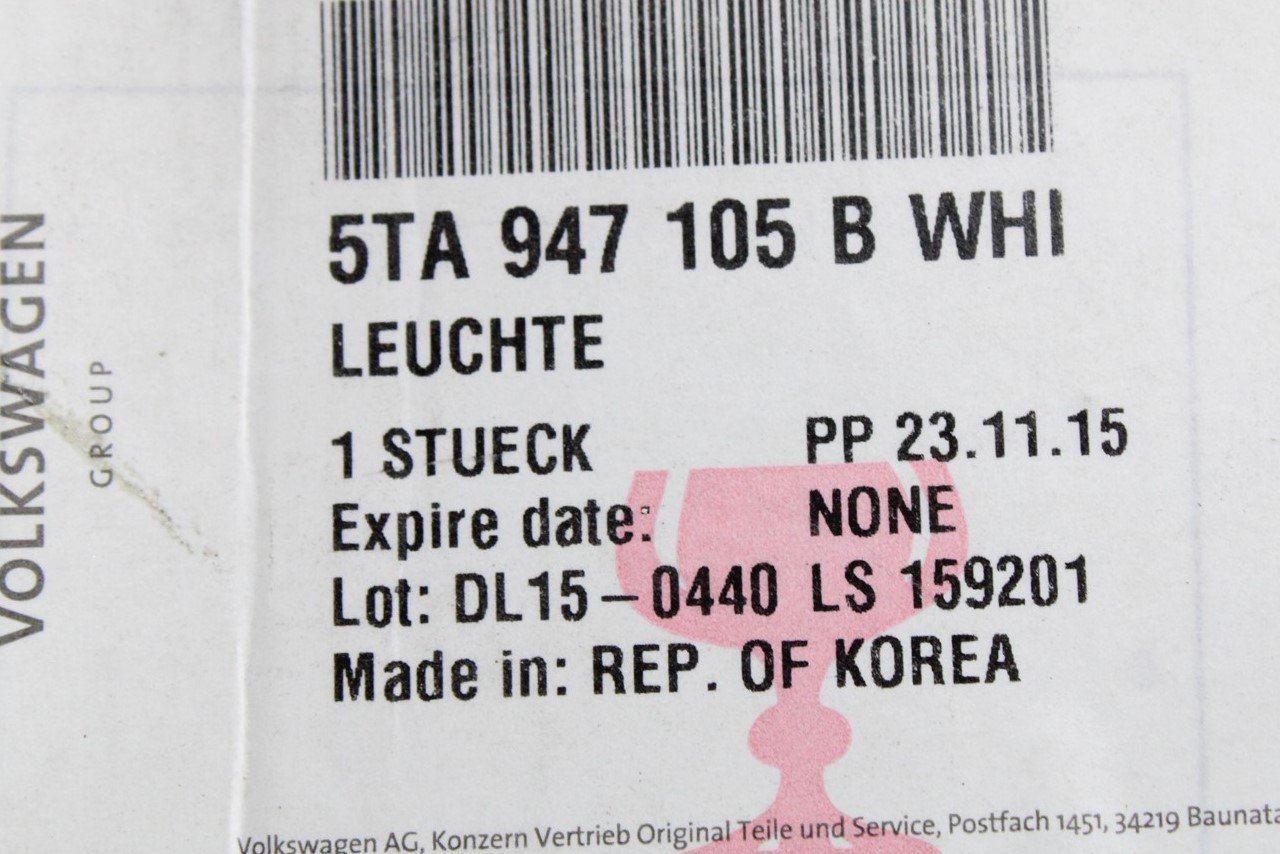 5TA 947 105 B WHI
LEUCHTE
1 STUECK PP 23.11.15
Expire date: NONE
Lot: DL15-0440 LS 159201
Made in: REP. OF KOREA
Volkswagen AG, Konzern Vertrieb Original Teile und Service, Postfach 1451, 34219 Baunata
VOLKSWAGEN
GROUP